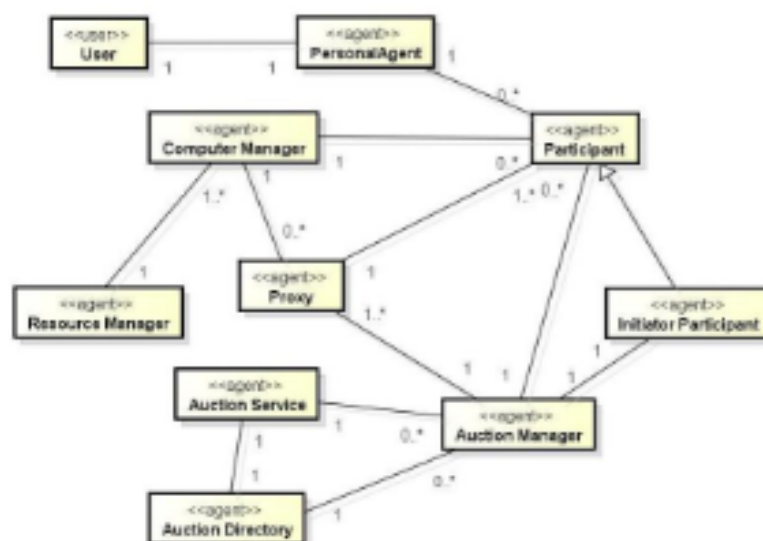 <<user>>
User
1
1
<<agent>>
PersonalAgent
1
0..*
<<agent>>
Computer Manager
1
1
0..*
<<agent>>
Participant
1..*
0..*
1..*
0..*
1
<<agent>>
Resource Manager
<<agent>>
Proxy
1
1..*
<<agent>>
Initiator Participant
1
1
1
1
<<agent>>
Auction Service
1
0..*
<<agent>>
Auction Manager
1
1
0..*
<<agent>>
Auction Directory
1